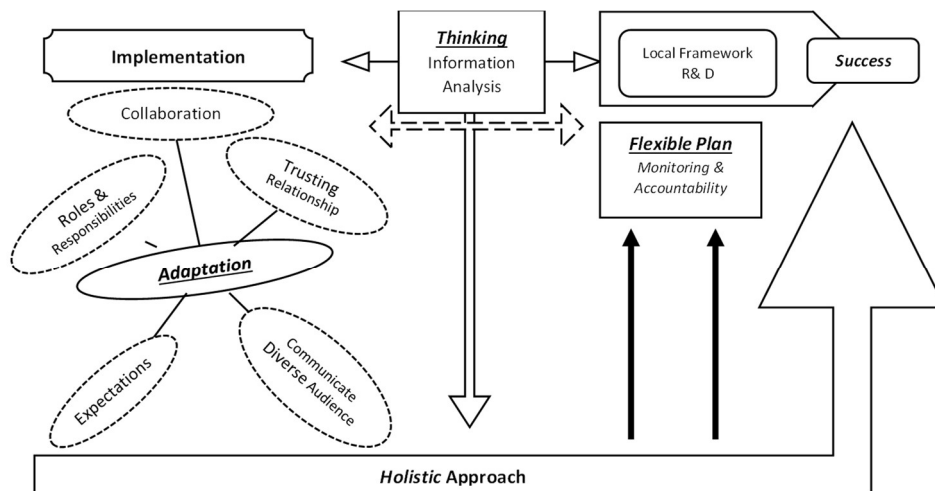 Implementation
Thinking
Information
Analysis
Local Framework
R& D
Success
Collaboration
Trusting
Relationship
Roles &
Responsibilities
Adaptation
Expectations
Communicate
Diverse Audience
Flexible Plan
Monitoring &
Accountability
Holistic Approach